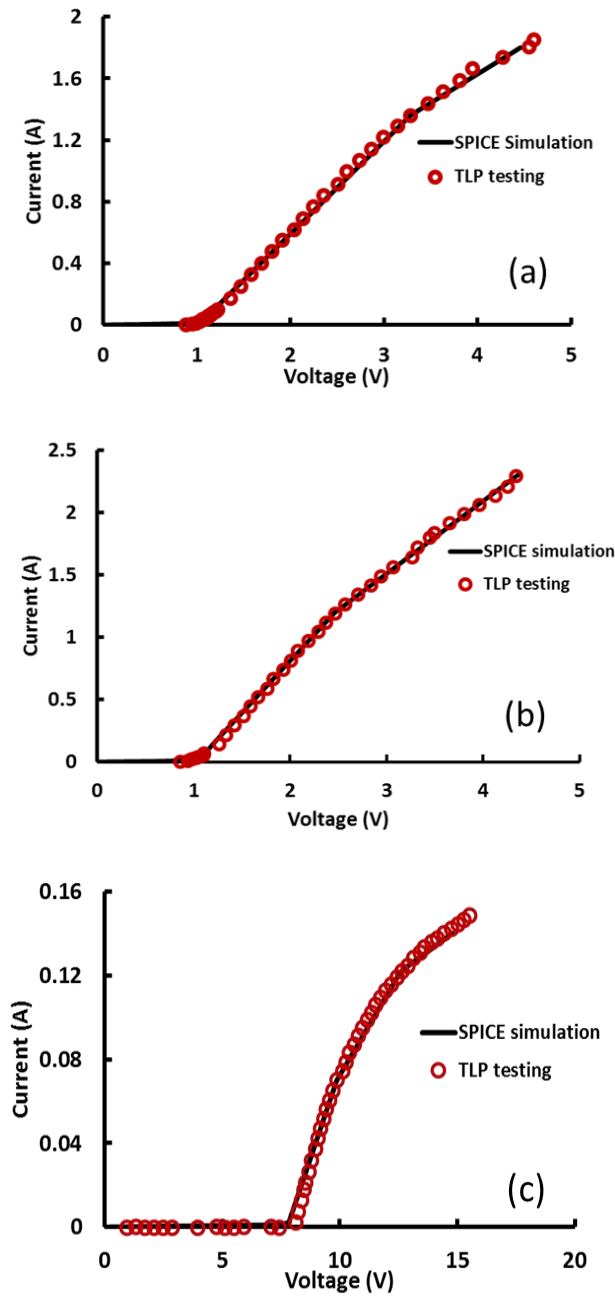 2
1.6
1.2
0.8
0.4
0
Current (A)
SPICE Simulation
TLP testing
(a)
0 1 2 3 4 5
Voltage (V)
2.5
2
1.5
1
0.5
0
Current (A)
SPICE simulation
TLP testing
(b)
0 1 2 3 4 5
Voltage (V)
0.16
0.12
0.08
0.04
0
Current (A)
SPICE simulation
TLP testing
(c)
0 5 10 15 20
Voltage (V)